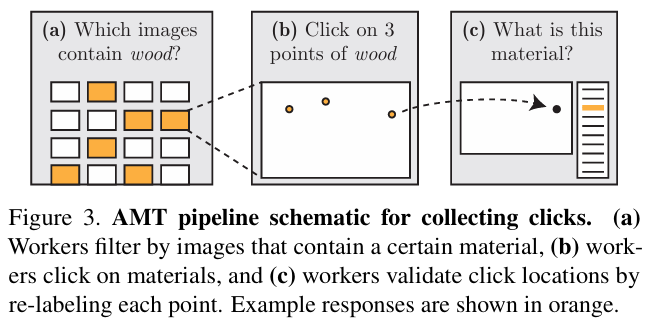 (a) Which images
contain wood?
(b) Click on 3
points of wood
(c) What is this
material?
Figure 3. AMT pipeline schematic for collecting clicks. (a)
Workers filter by images that contain a certain material, (b) work-
ers click on materials, and (c) workers validate click locations by
re-labeling each point. Example responses are shown in orange.